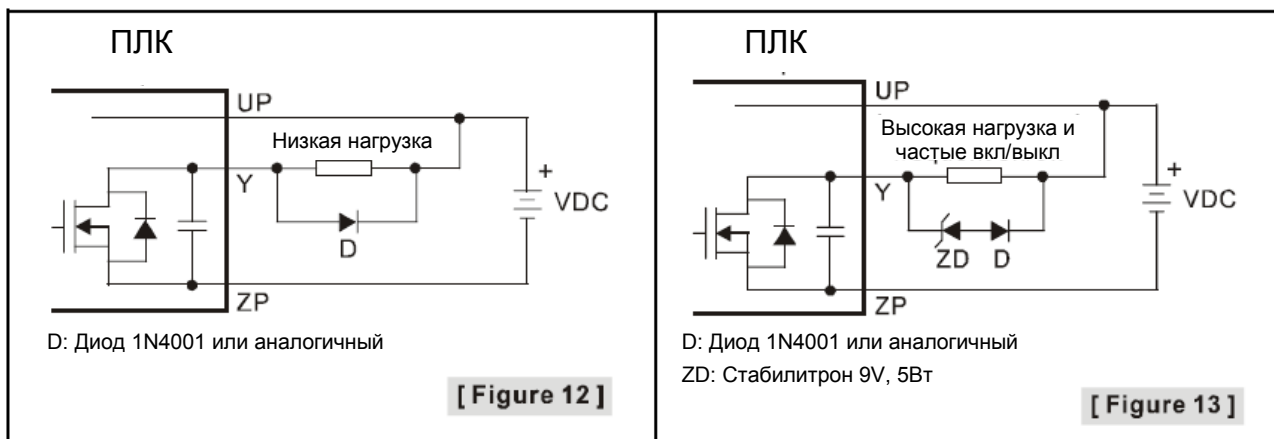 ПЛК
UP
Низкая нагрузка
Y
+
VDC
D
ZP
D: Диод 1N4001 или аналогичный
[ Figure 12 ]
ПЛК
UP
Высокая нагрузка и
частые вкл/выкл
Y
+
VDC
ZD D
ZP
D: Диод 1N4001 или аналогичный
ZD: Стабилитрон 9V, 5Вт
[ Figure 13 ]